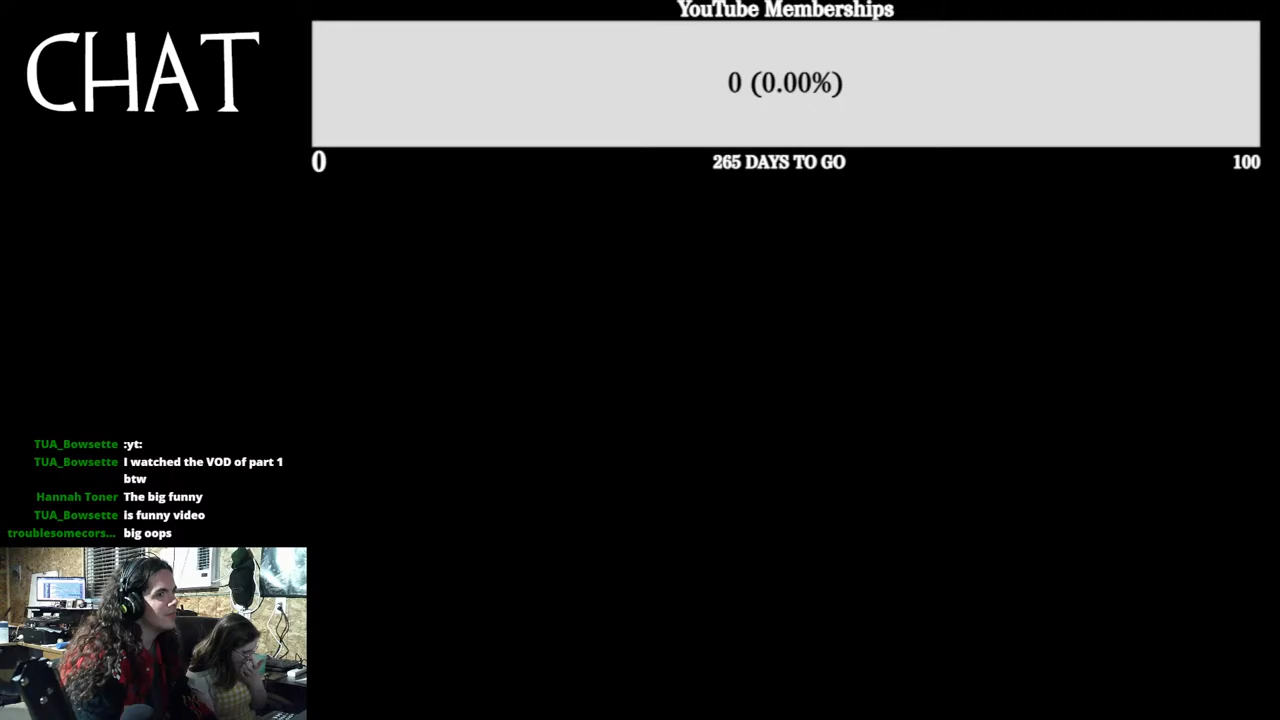 YouTube Memberships
CHAT
0 (0.00%)
0
265 DAYS TO GO
100
TUA_Bowsette :yt:
TUA_Bowsette I watched the VOD of part 1
btw
Hannah Toner The big funny
TUA_Bowsette is funny video
troublesomecors... big oops